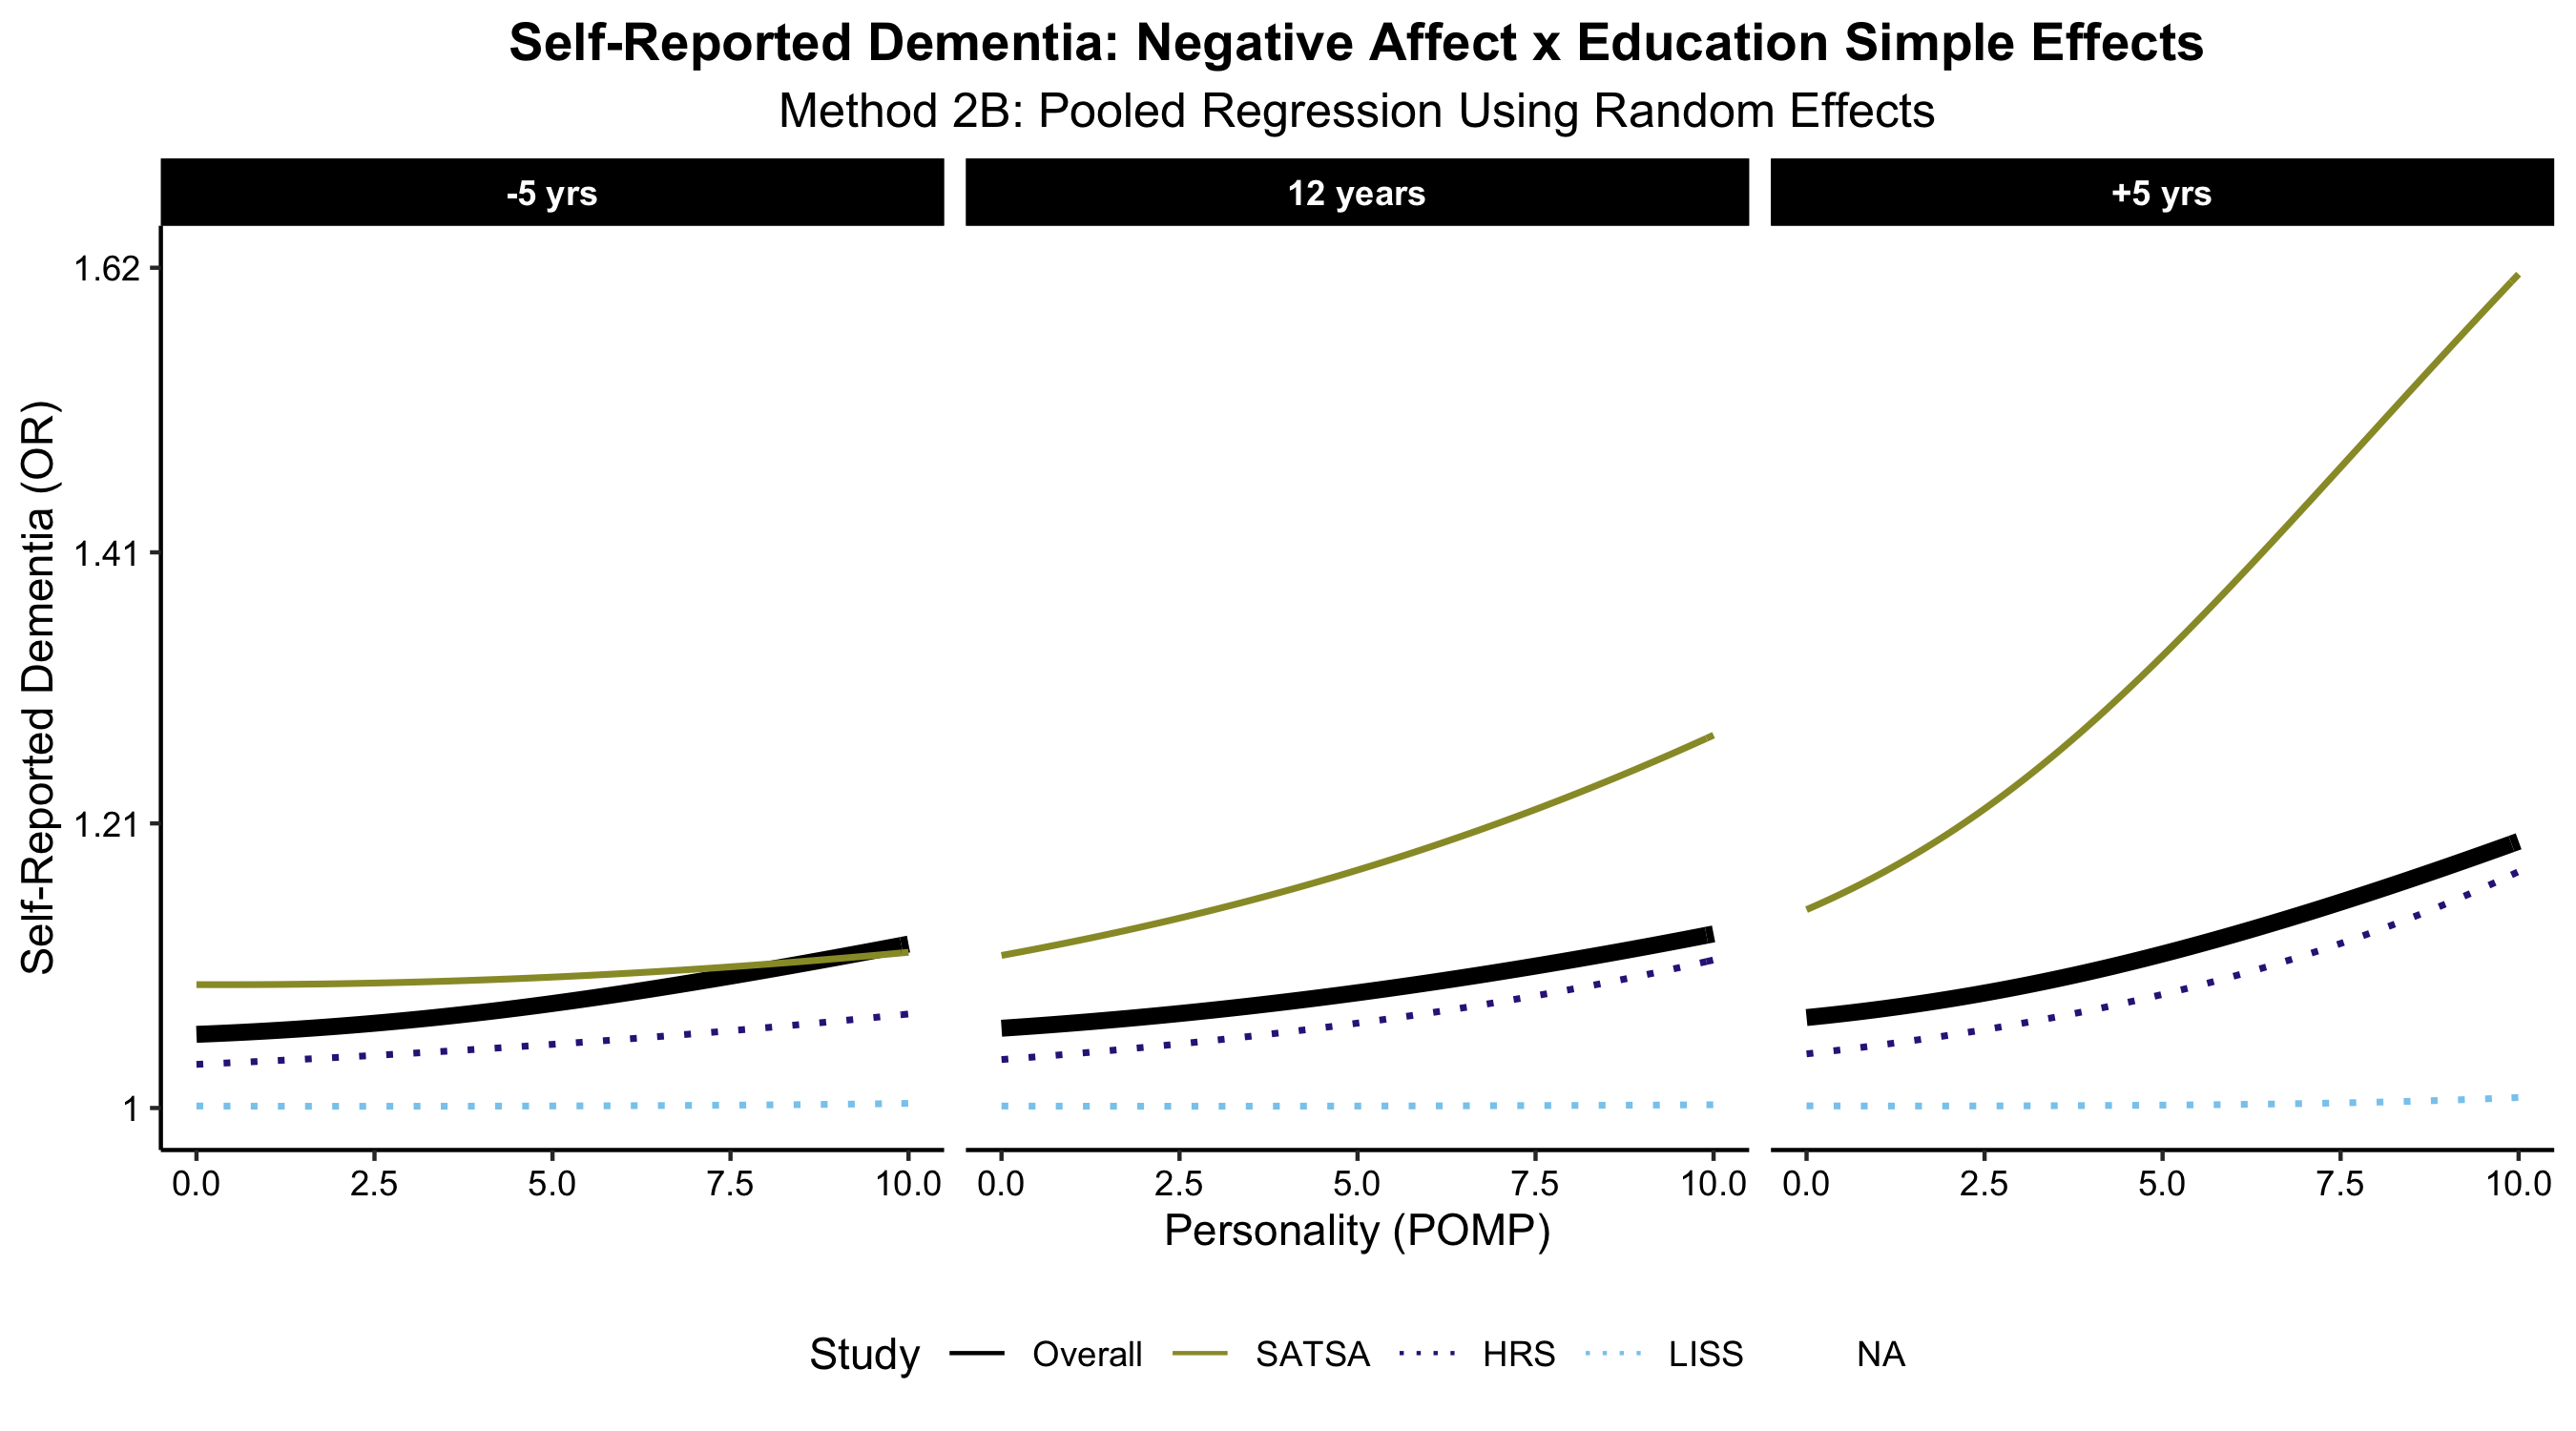 Self-Reported Dementia: Negative Affect x Education Simple Effects
Method 2B: Pooled Regression Using Random Effects
-5 yrs
12 years
+5 yrs
Self-Reported Dementia (OR)
1.62
1.41
1.21
1
0.0 2.5 5.0 7.5 10.0
0.0 2.5 5.0 7.5 10.0
0.0 2.5 5.0 7.5 10.0
Personality (POMP)
Study Overall SATSA HRS LISS NA